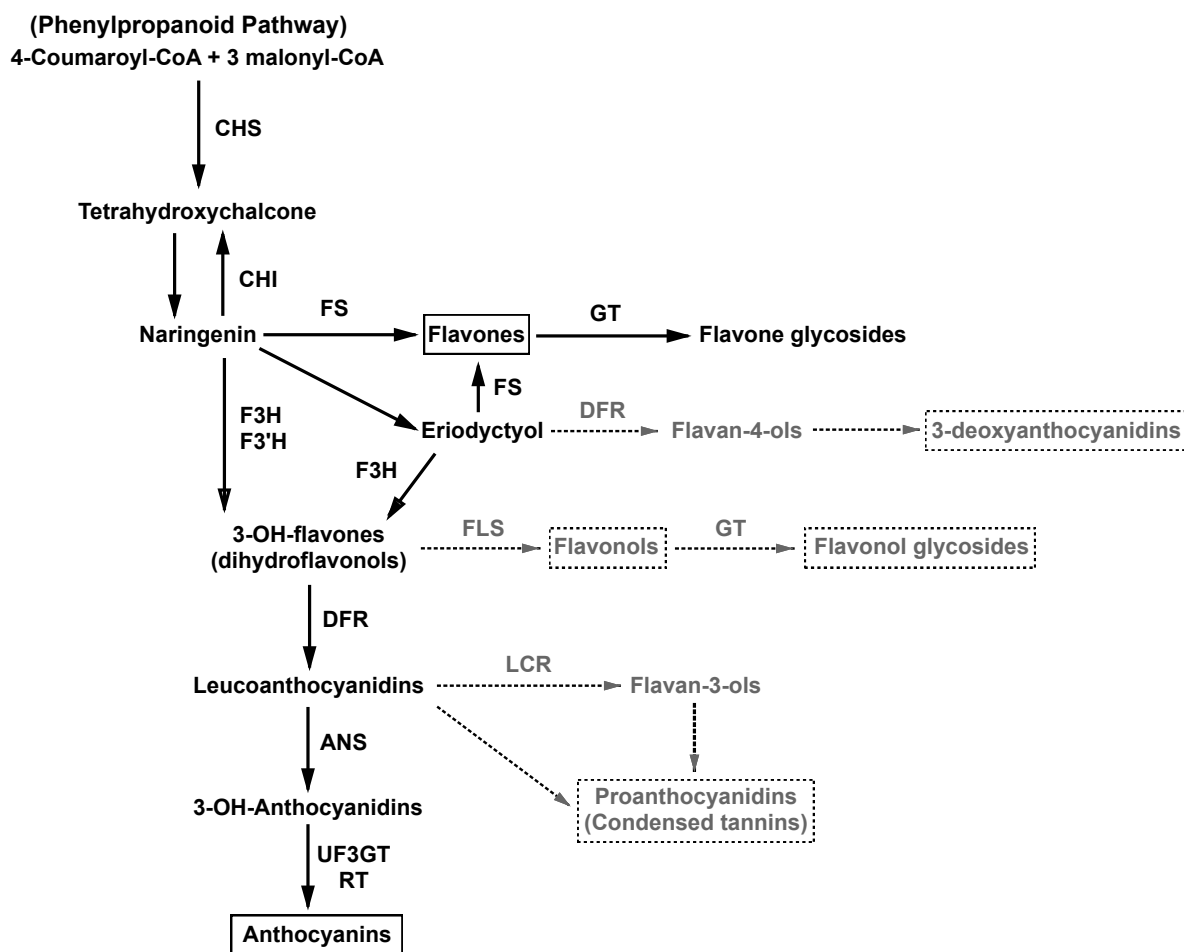 (Phenylpropanoid Pathway)
4-Coumaroyl-CoA + 3 malonyl-CoA
CHS
Tetrahydroxychalcone
CHI
FS
GT
Naringenin
Flavones
Flavone glycosides
FS
F3H
F3'H
DFR
Eriodyctyol
Flavan-4-ols
3-deoxyanthocyanidins
F3H
3-OH-flavones
(dihydroflavonols)
FLS
GT
Flavonols
Flavonol glycosides
DFR
LCR
Leucoanthocyanidins
Flavan-3-ols
ANS
3-OH-Anthocyanidins
Proanthocyanidins
(Condensed tannins)
UF3GT
RT
Anthocyanins